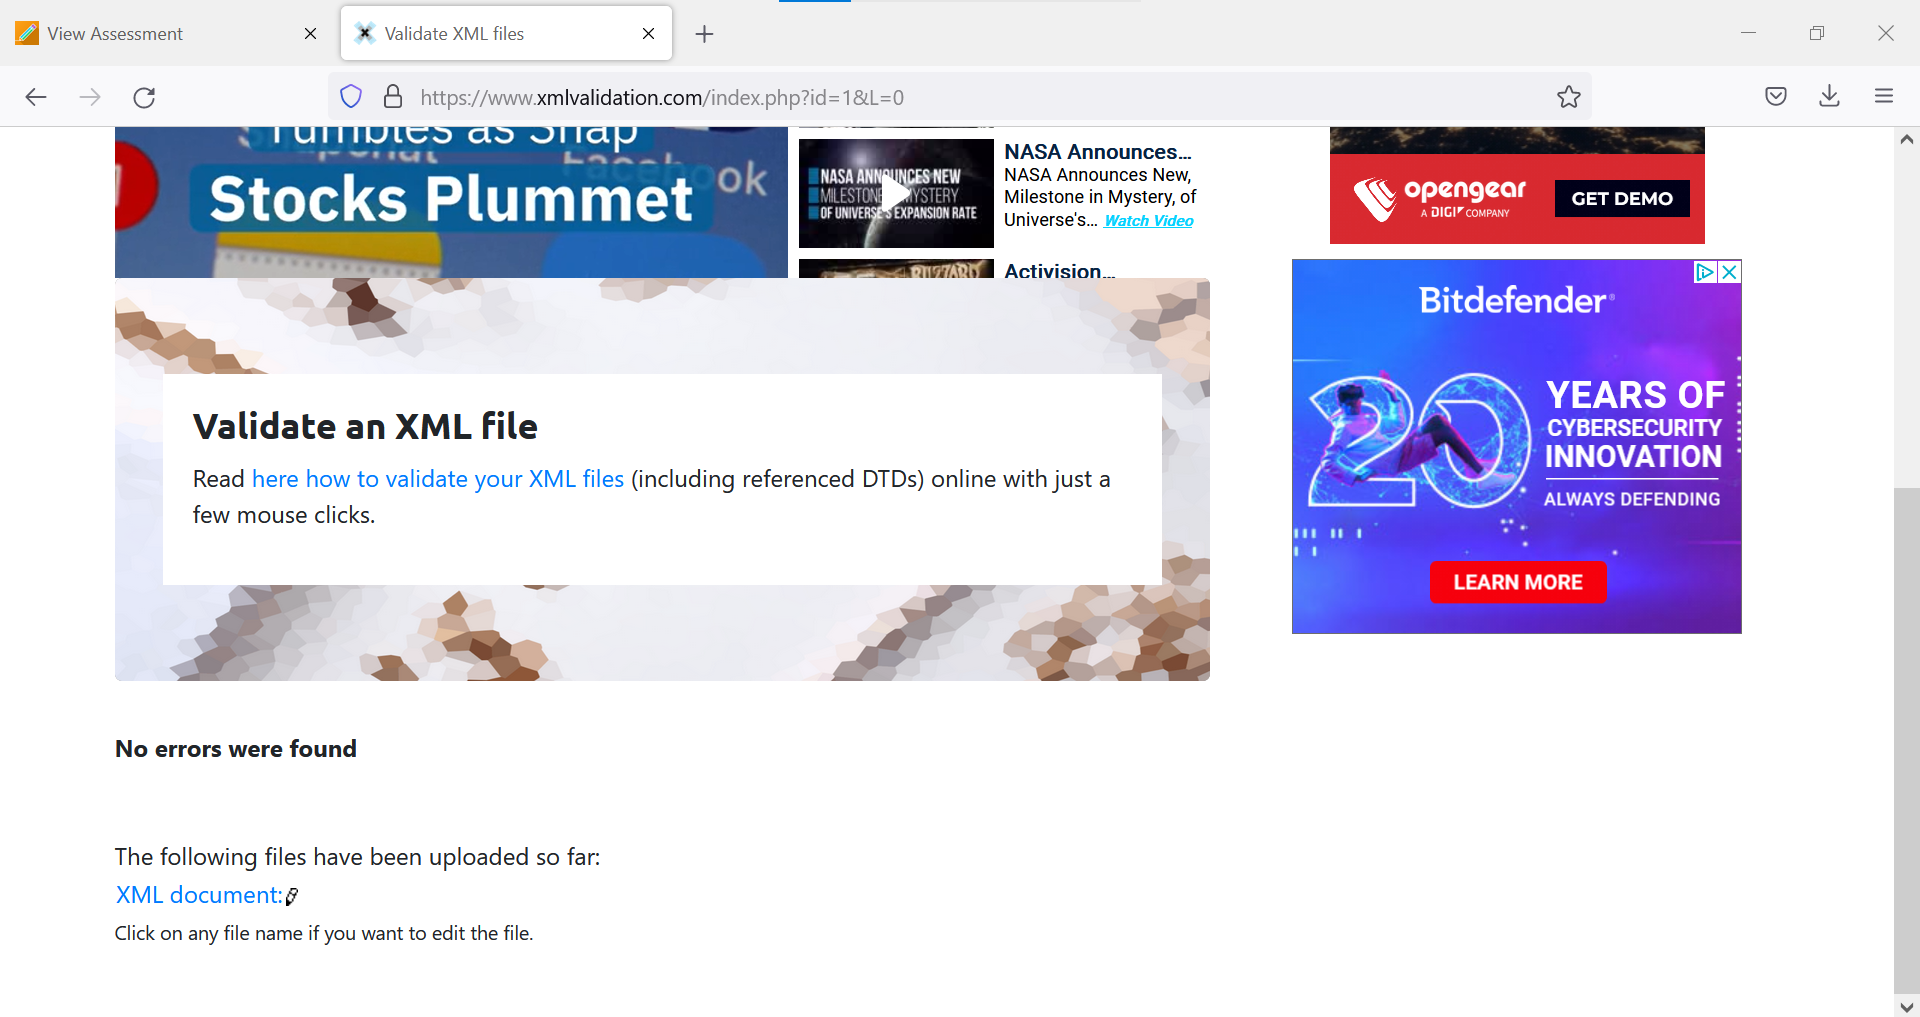 View Assessment
Validate XML files
https://www.xmlvalidation.com/index.php?id=1&L=0
Tumbles as Snap
Stocks Plummet
NASA ANNOUNCES NEW
MILESTONE MYSTERY
OF UNIVERSE'S EXPANSION RATE
NASA Announces...
NASA Announces New,
Milestone in Mystery, of
Universe's... Watch Video
BLIZZARD
Activision...
opengear
A DIGI COMPANY
GET DEMO
Bitdefender®
20 YEARS OF
CYBERSECURITY
INNOVATION
ALWAYS DEFENDING
LEARN MORE
Validate an XML file
Read here how to validate your XML files (including referenced DTDs) online with just a
few mouse clicks.
No errors were found
The following files have been uploaded so far:
XML document:
Click on any file name if you want to edit the file.